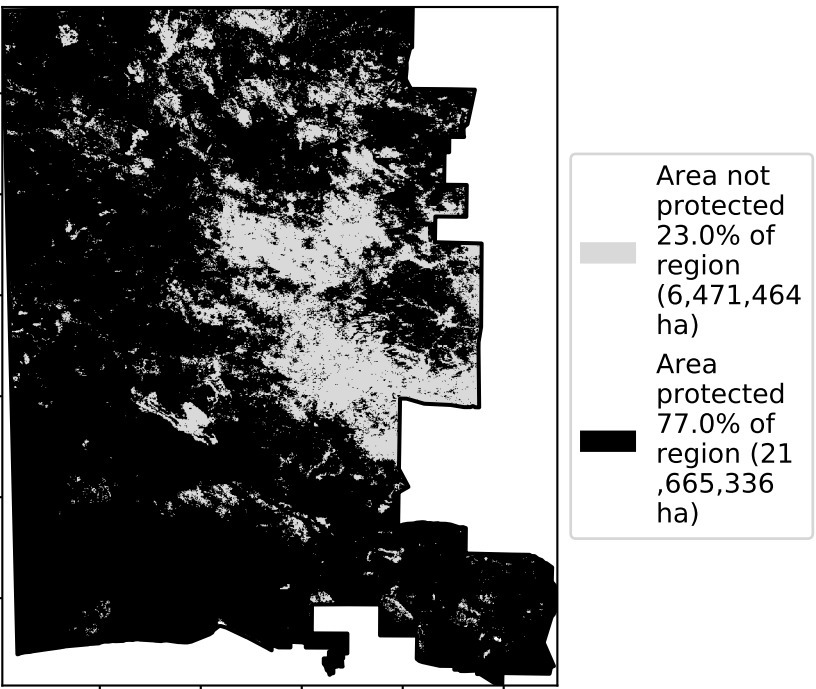 Area not
protected
23.0% of
region
(6,471,464
ha)
Area
protected
77.0% of
region (21
,665,336
ha)